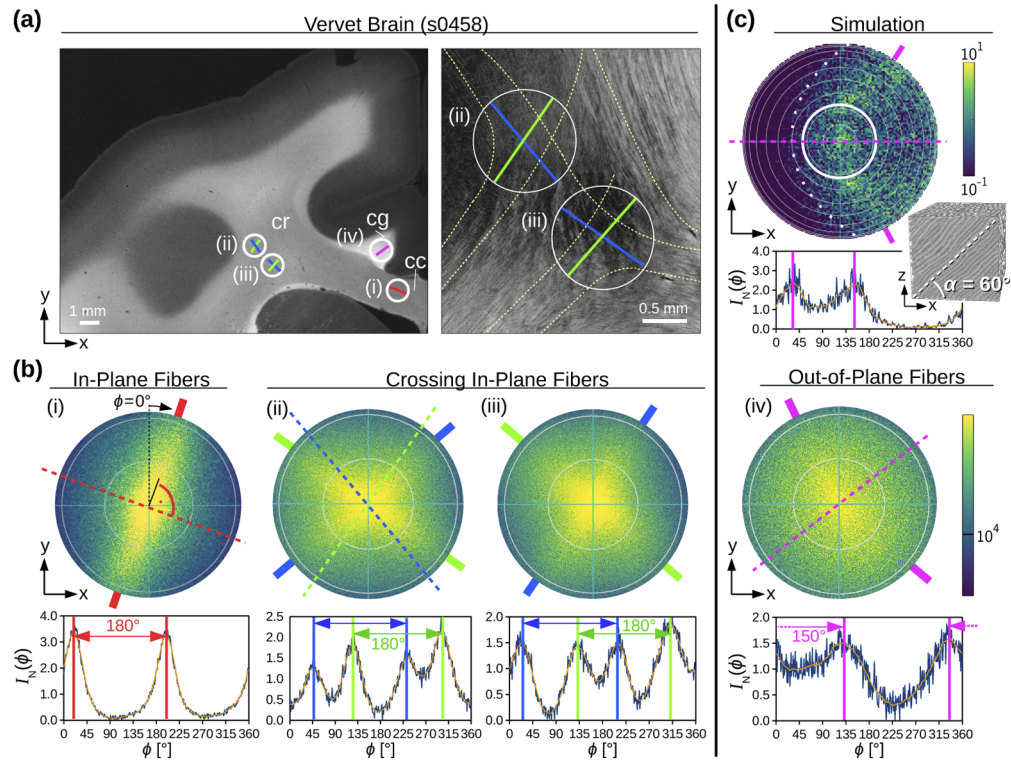 (a)
Vervet Brain (s0458)
(ii)
cr
(iii)
(iv)
cg
cc
(i)
y
x
1 mm
(ii)
(iii)
0.5 mm
(b)
In-Plane Fibers
Crossing In-Plane Fibers
(i)
ϕ=0°
(ii)
(iii)
y
x
I_N(ϕ)
4.0
3.0
2.0
1.0
0.0
180°
0 45 90 135 180 225 270 315 360
ϕ [°]
2.5
2.0
1.5
1.0
0.5
0.0
180°
0 45 90 135 180 225 270 315 360
ϕ [°]
2.0
1.5
1.0
0.5
0.0
180°
0 45 90 135 180 225 270 315 360
ϕ [°]
(c)
Simulation
10¹
10⁻¹
y
x
I_N(ϕ)
4.0
3.0
2.0
1.0
0.0
0 45 90 135 180 225 270 315 360
z
x
α = 60°
Out-of-Plane Fibers
(iv)
10⁴
y
x
I_N(ϕ)
2.0
1.5
1.0
0.5
0.0
150°
0 45 90 135 180 225 270 315 360
ϕ [°]